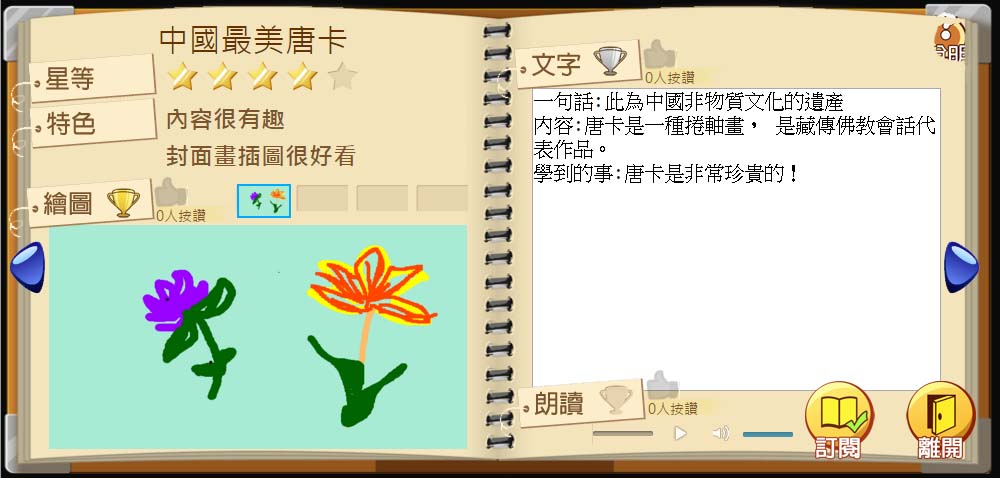 中國最美唐卡
星等
特色
內容很有趣
封面畫插圖很好看
繪圖
0人按讚
文字
0人按讚
一句話:此為中國非物質文化的遺產
內容:唐卡是一種捲軸畫， 是藏傳佛教會話代
表作品。
學到的事:唐卡是非常珍貴的！
朗讀
0人按讚
訂閱
離開